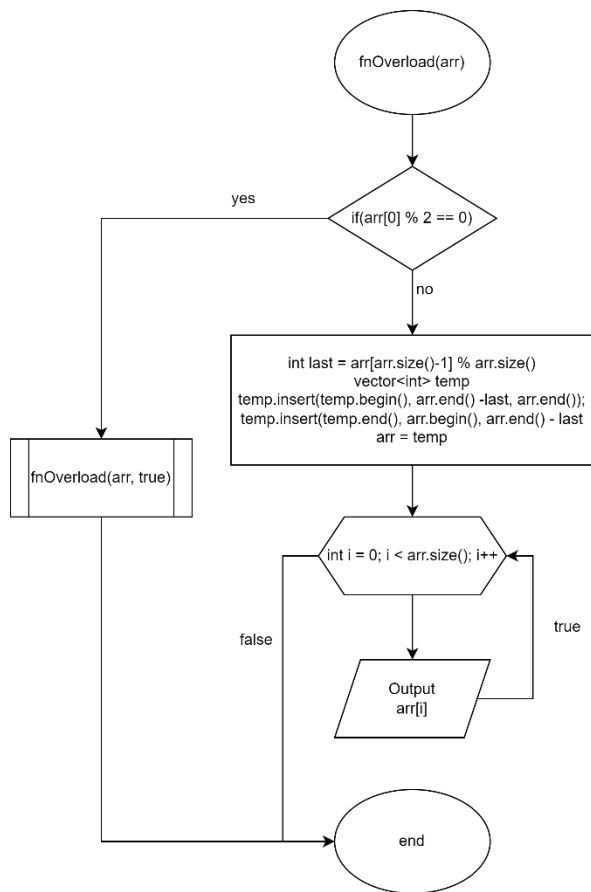 fnOverload(arr)
yes
if(arr[0] % 2 == 0)
no
int last = arr[arr.size()-1] % arr.size()
vector<int> temp
temp.insert(temp.begin(), arr.end() -last, arr.end());
temp.insert(temp.end(), arr.begin(), arr.end() - last
arr = temp
fnOverload(arr, true)
int i = 0; i < arr.size(); i++
false
true
Output
arr[i]
end